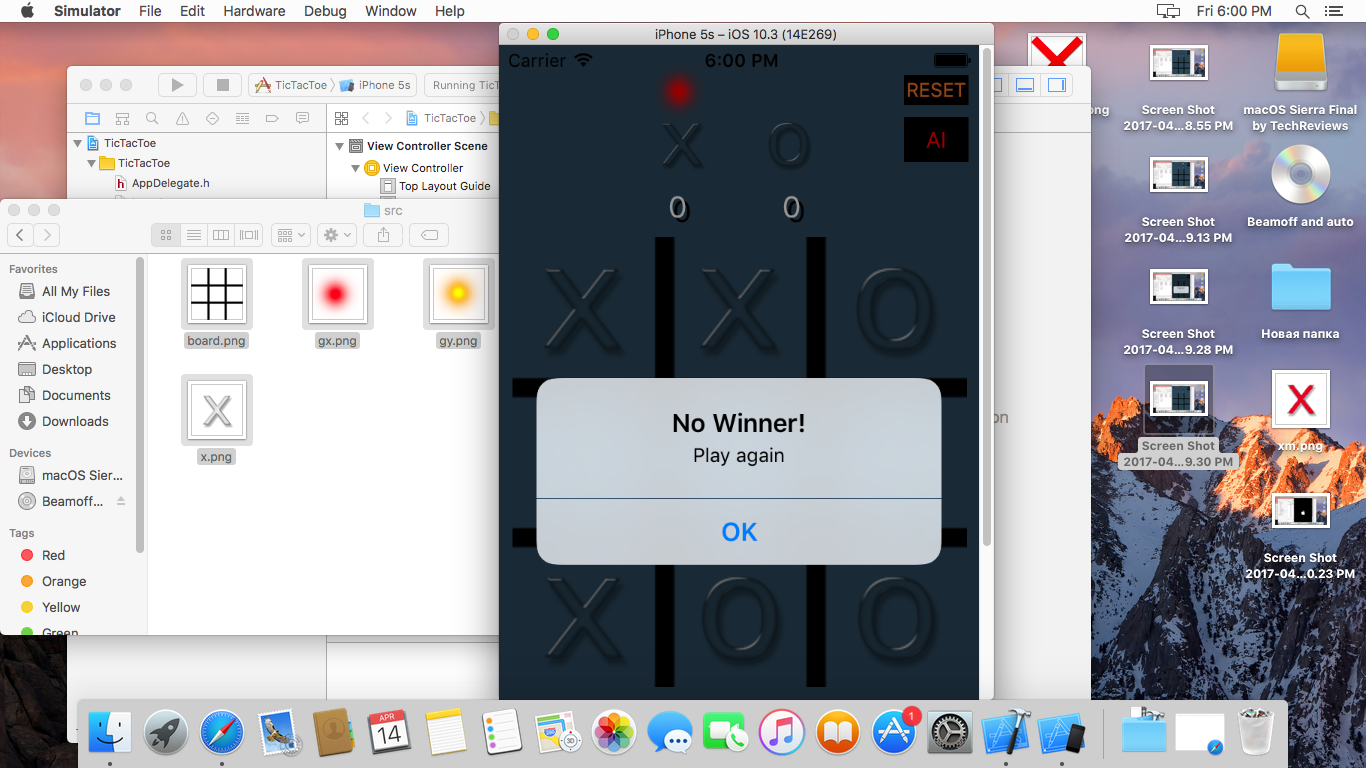 Simulator File Edit Hardware Debug Window Help
Fri 6:00 PM
iPhone 5s – iOS 10.3 (14E269)
Carrier
6:00 PM
RESET
AI
X O
0 0
X X O
No Winner!
Play again
OK
X O O
TicTacToe
iPhone 5s
Running TicT
TicTacToe
TicTacToe
TicTacToe
AppDelegate.h
View Controller Scene
View Controller
Top Layout Guide
src
Favorites
All My Files
iCloud Drive
Applications
Desktop
Documents
Downloads
Devices
macOS Sier...
Beamoff...
Tags
Red
Orange
Yellow
Green
board.png
gx.png
gy.png
X
x.png
on
ong
Screen Shot
2017-04...8.55 PM
macOS Sierra Final
by TechReviews
Screen Shot
2017-04...9.13 PM
Beamoff and auto
Screen Shot
2017-04...9.28 PM
Новая папка
Screen Shot
2017-04...9.30 PM
X
xm.png
Screen Shot
2017-04...0.23 PM
APR
14
280
3D
1